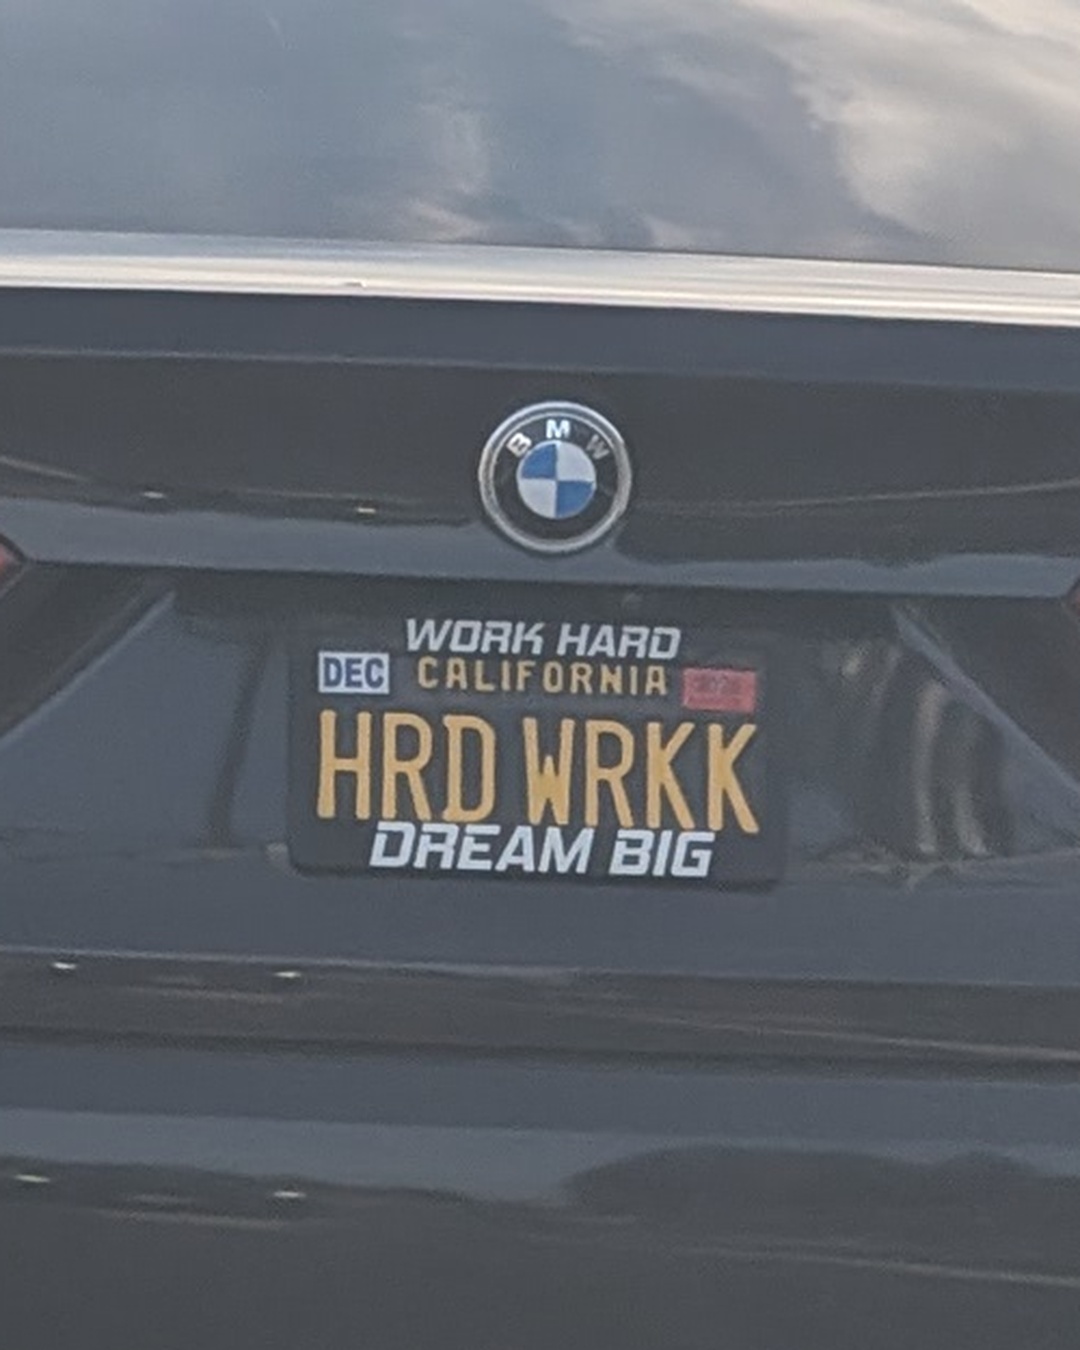 BMW
WORK HARD
DEC CALIFORNIA
HRD WRKK
DREAM BIG